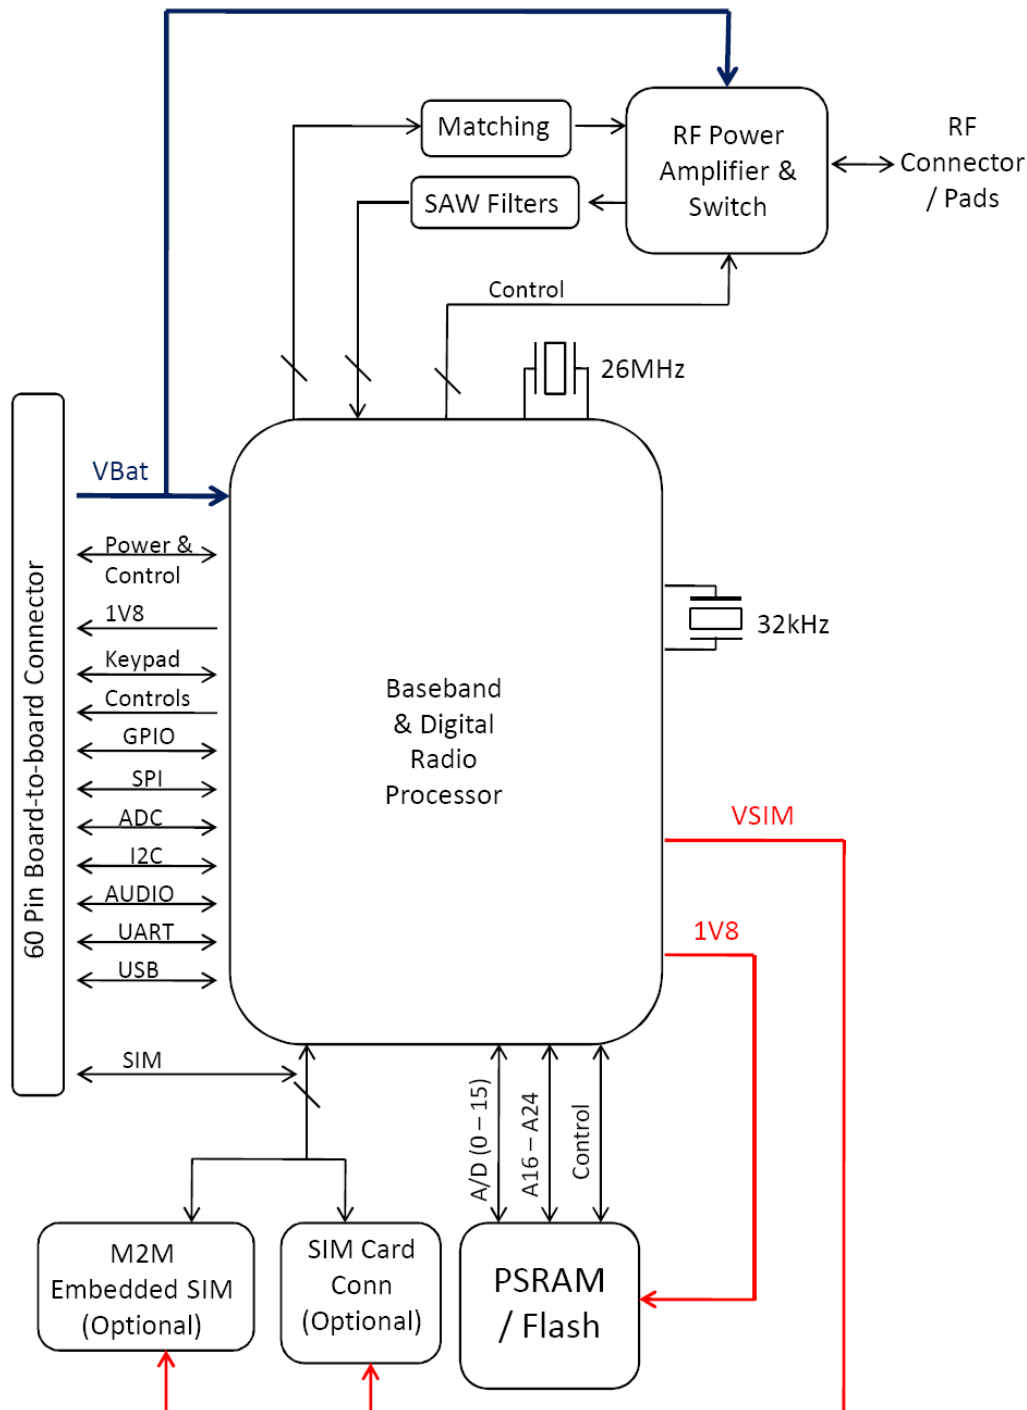 Matching
RF Power
Amplifier &
Switch
RF
Connector
/ Pads
SAW Filters
Control
26MHz
VBat
Power &
Control
1V8
Keypad
Controls
GPIO
SPI
ADC
I2C
AUDIO
UART
USB
SIM
60 Pin Board-to-board Connector
Baseband
& Digital
Radio
Processor
32kHz
VSIM
1V8
A/D (0 – 15)
A16 – A24
Control
M2M
Embedded SIM
(Optional)
SIM Card
Conn
(Optional)
PSRAM
/ Flash